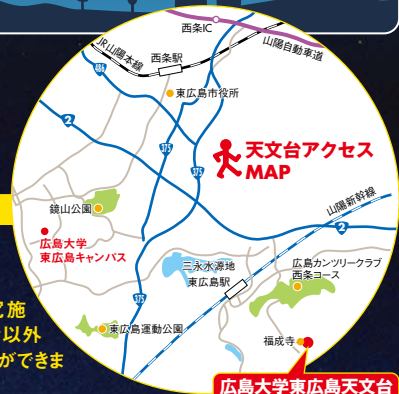 西条IC
山陽自動車道
JR山陽本線
西条駅
486
東広島市役所
2
375
375
天文台アクセス
MAP
山陽新幹線
鏡山公園
2
広島大学
東広島キャンパス
三永水源地
東広島駅
広島カンツリークラブ
西条コース
375
東広島運動公園
福成寺
施
以外
ができま
広島大学東広島天文台